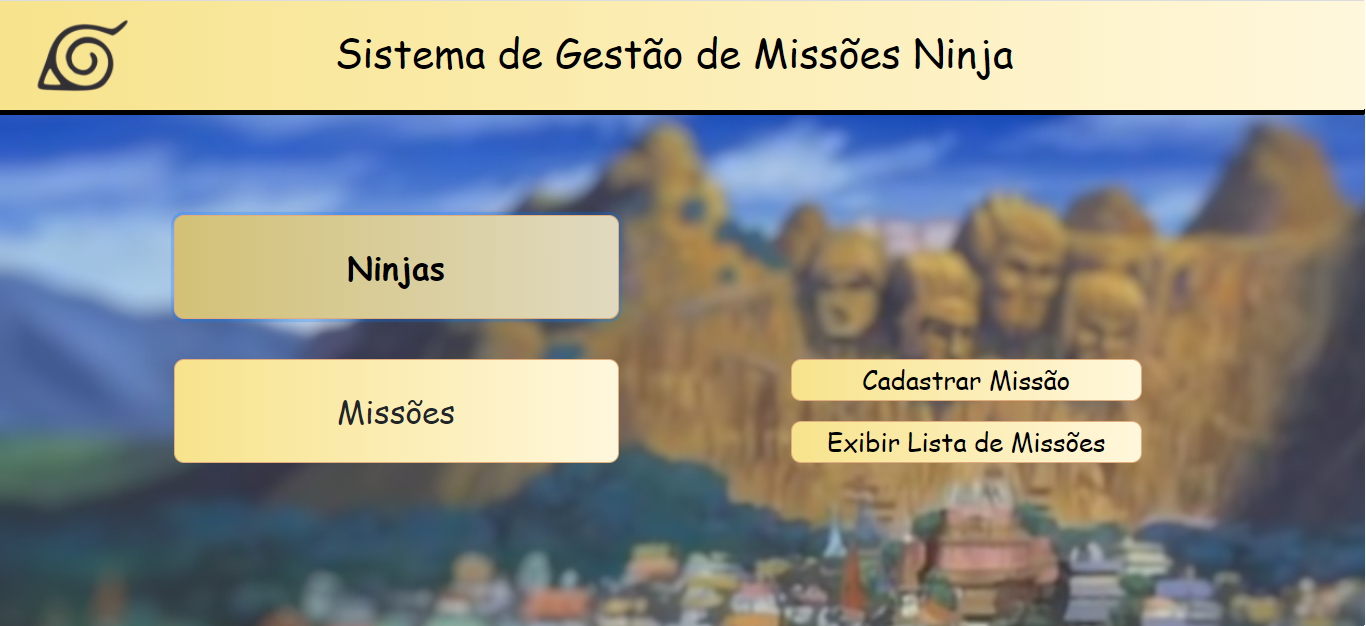 Sistema de Gestão de Missões Ninja
Ninjas
Missões
Cadastrar Missão
Exibir Lista de Missões